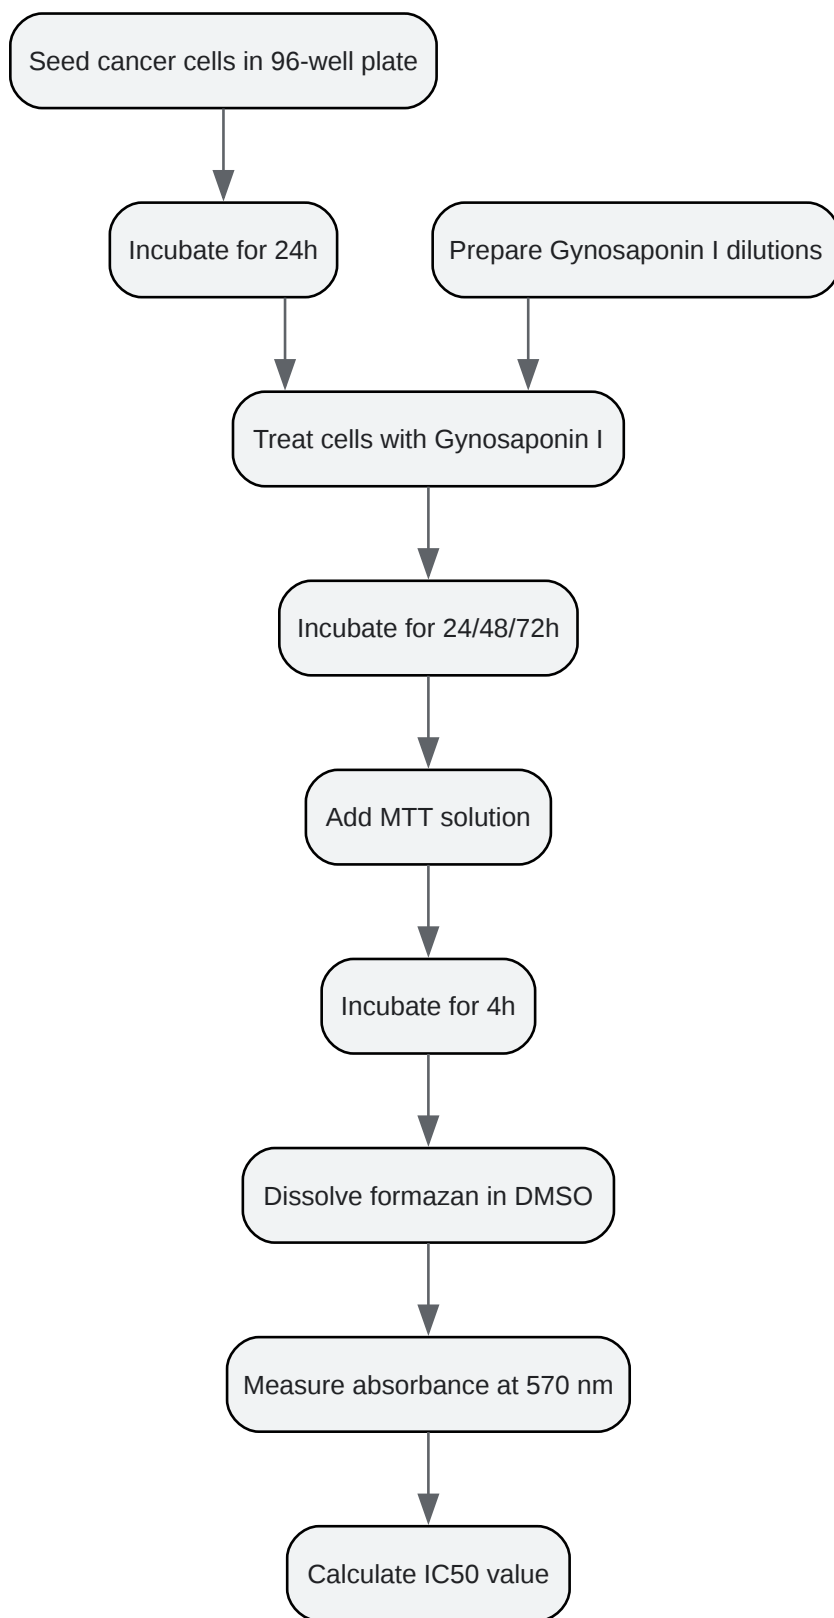 Seed cancer cells in 96-well plate
Incubate for 24h
Prepare Gynosaponin I dilutions
Treat cells with Gynosaponin I
Incubate for 24/48/72h
Add MTT solution
Incubate for 4h
Dissolve formazan in DMSO
Measure absorbance at 570 nm
Calculate IC50 value